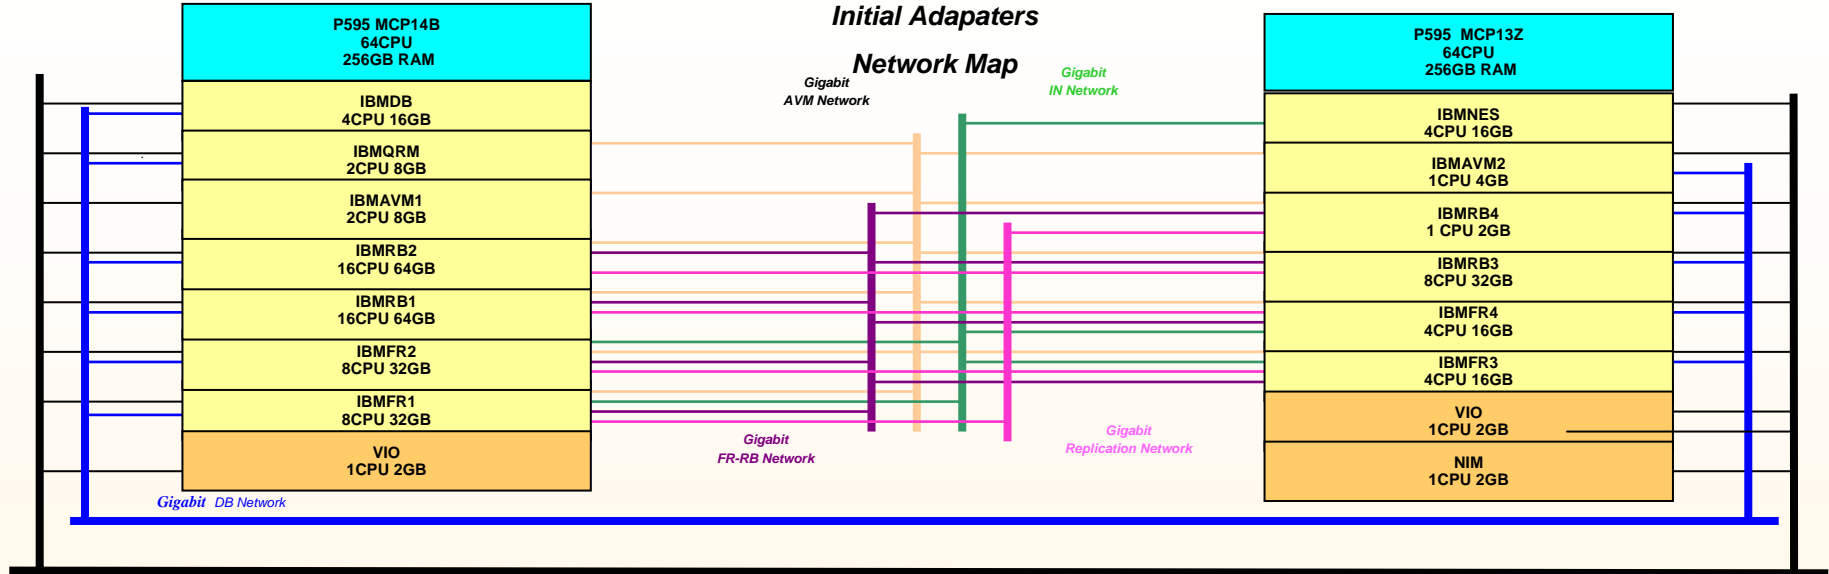 Initial Adapaters
Network Map
P595 MCP14B
64CPU
256GB RAM
IBMDB
4CPU 16GB
IBMQRM
2CPU 8GB
IBMAVM1
2CPU 8GB
IBMRB2
16CPU 64GB
IBMRB1
16CPU 64GB
IBMFR2
8CPU 32GB
IBMFR1
8CPU 32GB
VIO
1CPU 2GB
Gigabit DB Network
Gigabit
AVM Network
Gigabit
IN Network
Gigabit
FR-RB Network
Gigabit
Replication Network
P595 MCP13Z
64CPU
256GB RAM
IBMNES
4CPU 16GB
IBMAVM2
1CPU 4GB
IBMRB4
1 CPU 2GB
IBMRB3
8CPU 32GB
IBMFR4
4CPU 16GB
IBMFR3
4CPU 16GB
VIO
1CPU 2GB
NIM
1CPU 2GB